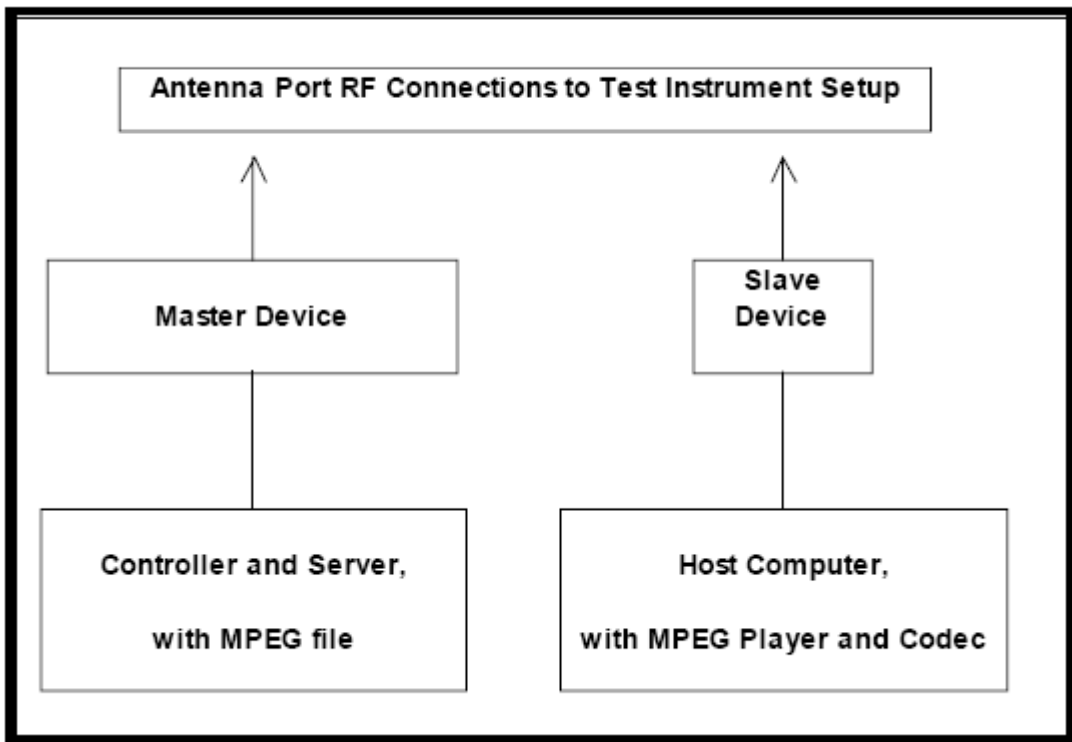 Antenna Port RF Connections to Test Instrument Setup
Master Device
Slave
Device
Controller and Server,
with MPEG file
Host Computer,
with MPEG Player and Codec